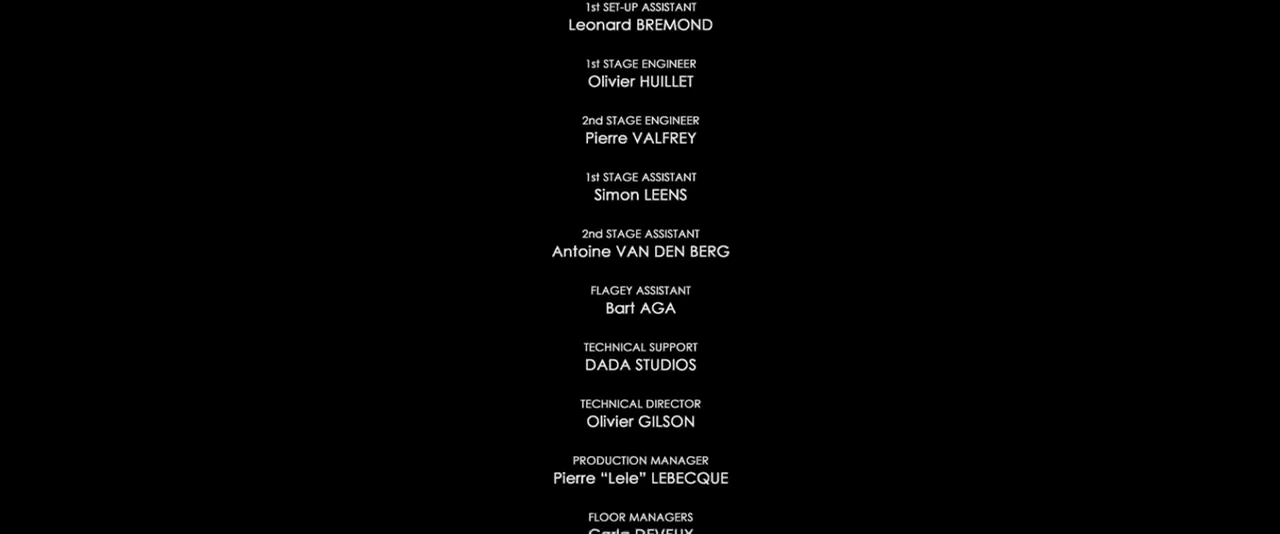 1st SET-UP ASSISTANT
Leonard BREMOND
1st STAGE ENGINEER
Olivier HUILLET
2nd STAGE ENGINEER
Pierre VALFREY
1st STAGE ASSISTANT
Simon LEENS
2nd STAGE ASSISTANT
Antoine VAN DEN BERG
FLAGEY ASSISTANT
Bart AGA
TECHNICAL SUPPORT
DADA STUDIOS
TECHNICAL DIRECTOR
Olivier GILSON
PRODUCTION MANAGER
Pierre “Lele” LEBECQUE
FLOOR MANAGERS